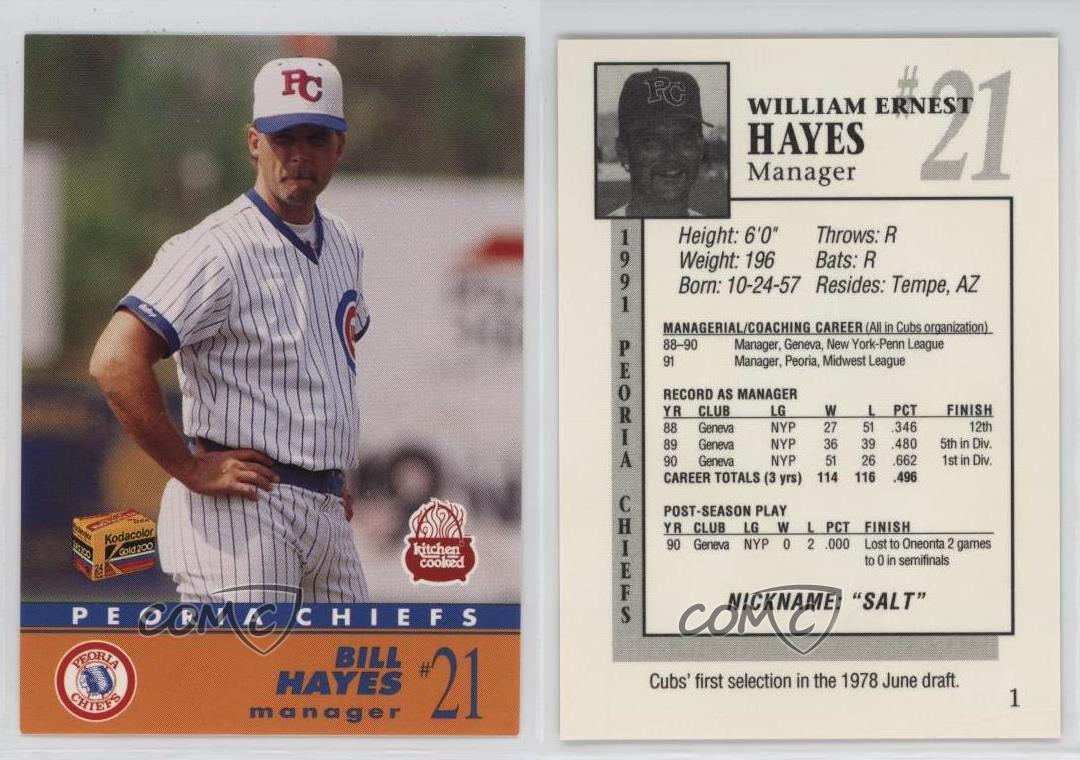 PC
Kodacolor
Gold 200
24
kitchen
cooked
PEORIA CHIEFS
PEORIA
CHIEFS
BILL
HAYES
manager
#21
COMC
PC
#21
WILLIAM ERNEST
HAYES
Manager
1991 PEORIA CHIEFS
Height: 6'0" Throws: R
Weight: 196 Bats: R
Born: 10-24-57 Resides: Tempe, AZ
MANAGERIAL/COACHING CAREER (All in Cubs organization)
88–90 Manager, Geneva, New York-Penn League
91 Manager, Peoria, Midwest League
RECORD AS MANAGER
YR CLUB LG W L PCT FINISH
88 Geneva NYP 27 51 .346 12th
89 Geneva NYP 36 39 .480 5th in Div.
90 Geneva NYP 51 26 .662 1st in Div.
CAREER TOTALS (3 yrs) 114 116 .496
POST-SEASON PLAY
YR CLUB LG W L PCT FINISH
90 Geneva NYP 0 2 .000 Lost to Oneonta 2 games
to 0 in semifinals
NICKNAME: “SALT”
COMC
Cubs' first selection in the 1978 June draft.
1